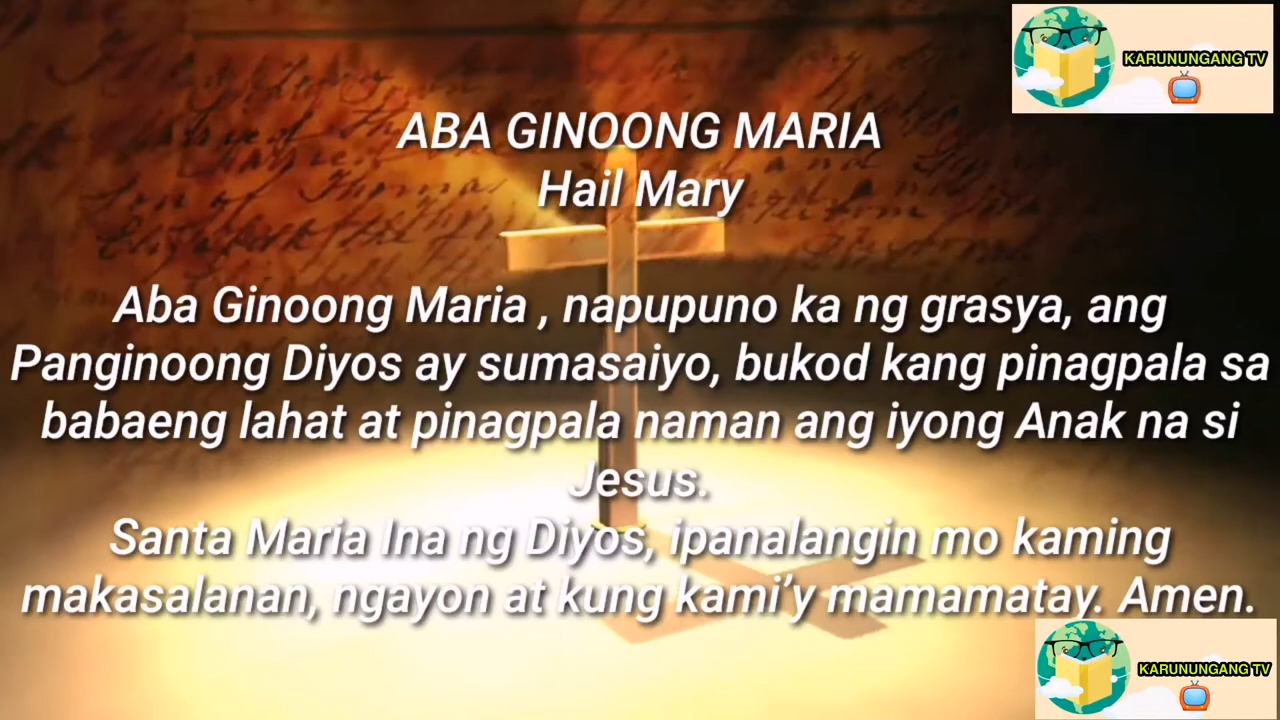 KARUNUNGANG TV
ABA GINOONG MARIA
Hail Mary
Aba Ginoong Maria , napupuno ka ng grasya, ang
Panginoong Diyos ay sumasaiyo, bukod kang pinagpala sa
babaeng lahat at pinagpala naman ang iyong Anak na si
Jesus.
Santa Maria Ina ng Diyos, ipanalangin mo kaming
makasalanan, ngayon at kung kami’y mamamatay. Amen.
KARUNUNGANG TV